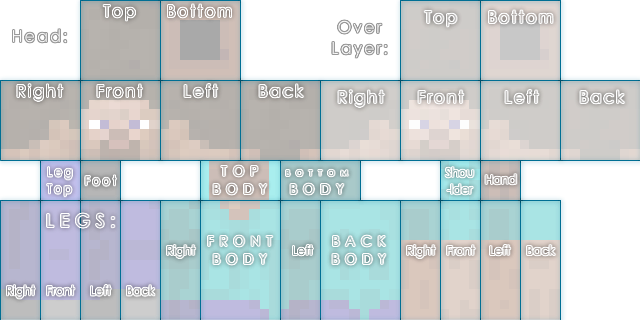 Top Bottom Top Bottom
Head: Over
Layer:
Right Front Left Back Right Front Left Back
Leg
Top
Foot
TOP
BODY
BOTTOM
BODY
Shou
-lder
Hand
LEGS:
Right Front Left Back
Right
FRONT
BODY
Left
BACK
BODY
Right Front Left Back